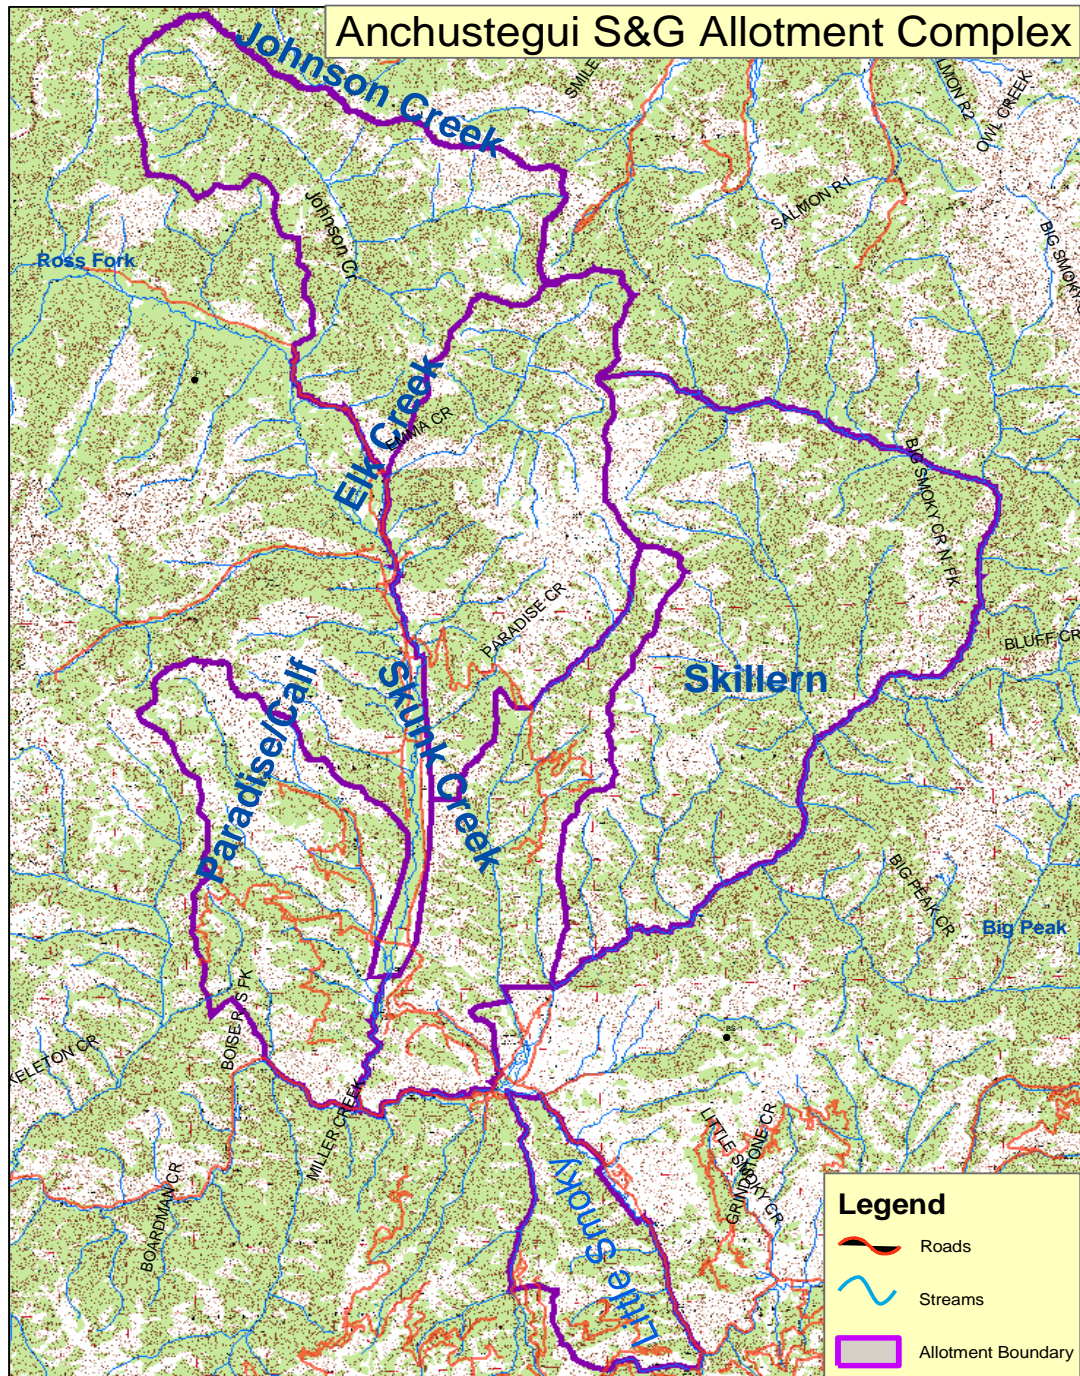 Anchustegui S&G Allotment Complex
Johnson Creek
SMILE
LMON R2
OWL CREEK
SALMON R1
Johnson Cr
BIG SMOKY
Ross Fork
Elk Creek
EMMA CR
BIG SMOKY CR N FK
PARADISE CR
BLUFF CR
Skillern
Paradise/Calf
Skunk Creek
BIG PEAK CR
Big Peak
BOISE R S FK
KELETON CR
MILLER CREEK
LITTLE SMOKY CR
GRINDSTONE CR
BOARDMAN CR
Little Smoky
Legend
Roads
Streams
Allotment Boundary